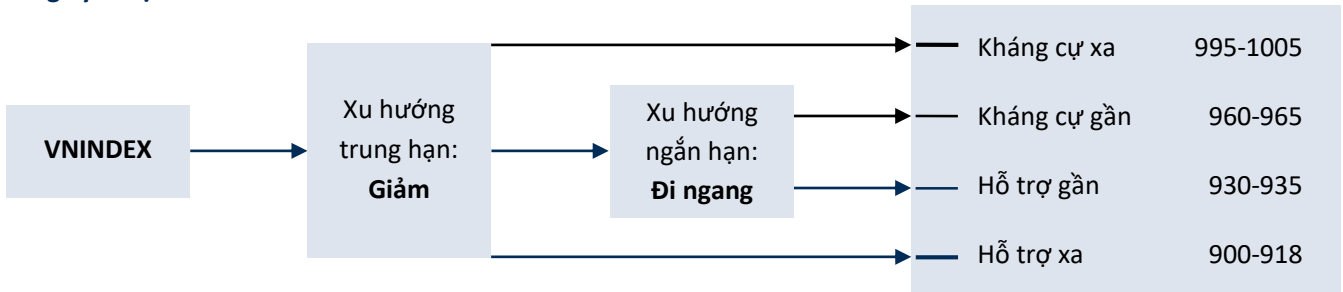 VNINDEX
Xu hướng
trung hạn:
Giảm
Xu hướng
ngắn hạn:
Đi ngang
Kháng cự xa 995-1005
Kháng cự gần 960-965
Hỗ trợ gần 930-935
Hỗ trợ xa 900-918